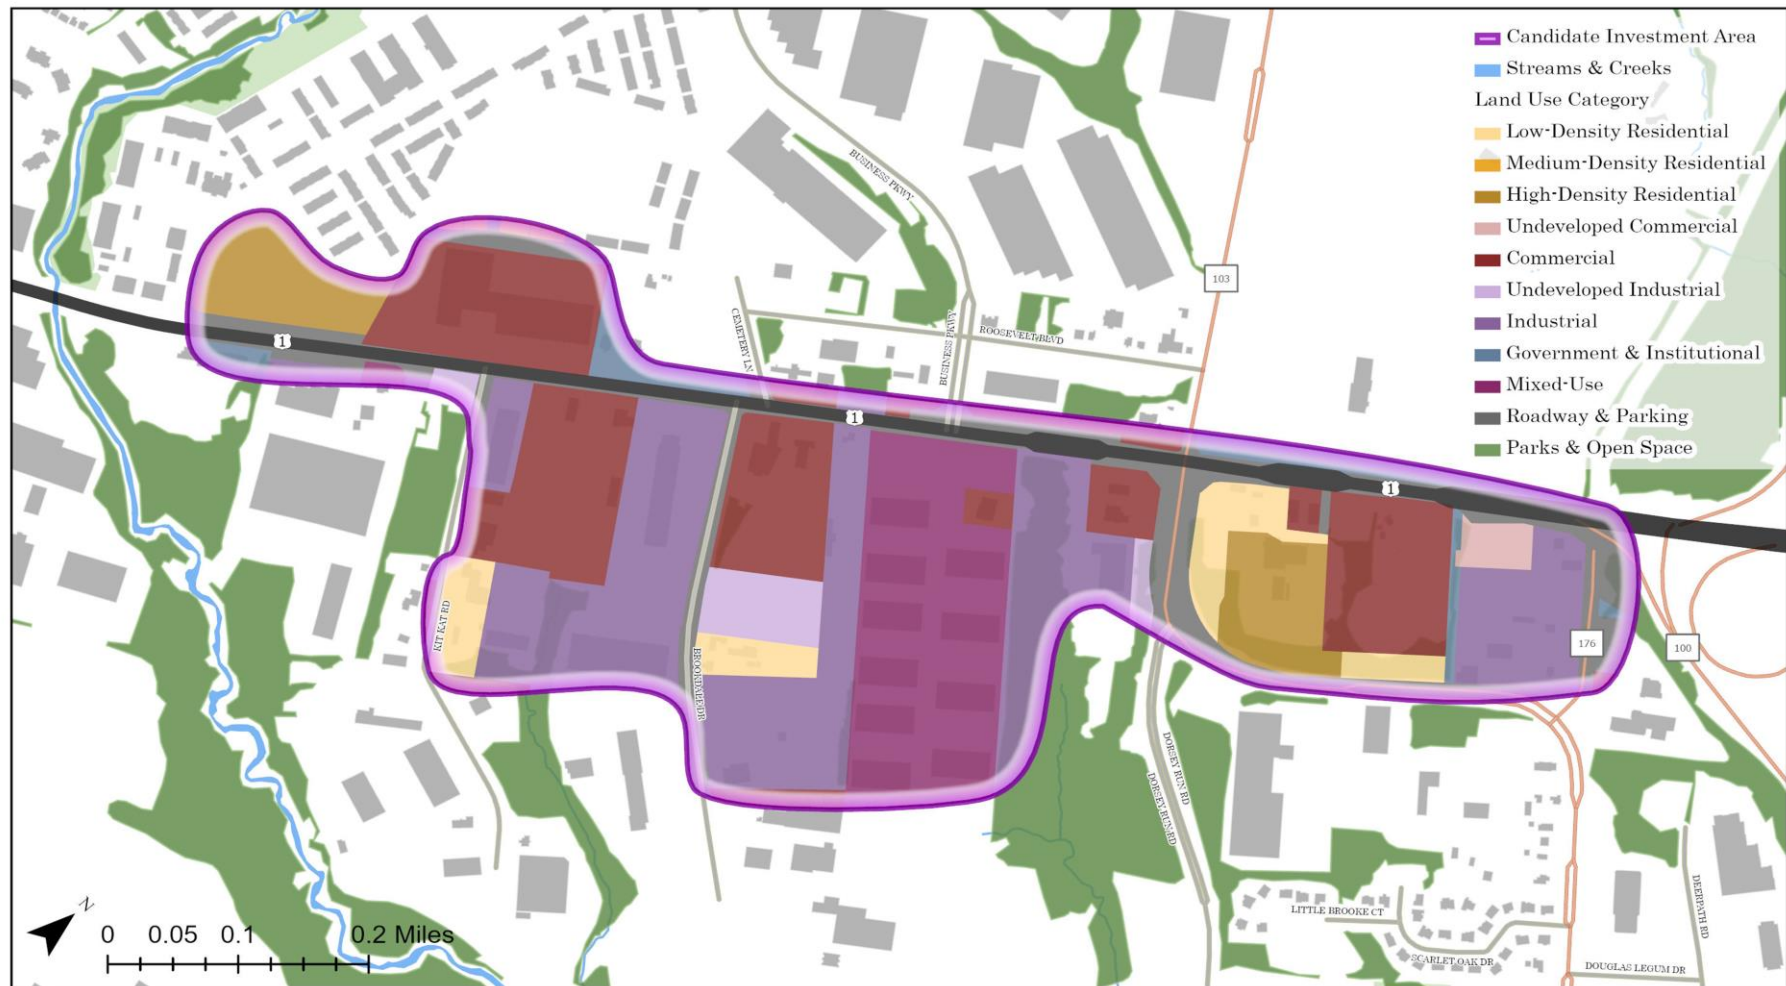 Candidate Investment Area
Streams & Creeks
Land Use Category
Low-Density Residential
Medium-Density Residential
High-Density Residential
Undeveloped Commercial
Commercial
Undeveloped Industrial
Industrial
Government & Institutional
Mixed-Use
Roadway & Parking
Parks & Open Space
BUSINESS PKWY
103
CEMETERY LN
BUSINESS PKWY
ROOSEVELT BLVD
1
1
1
KIT KAT RD
BROOKDALE DR
176
100
DORSEY RUN RD
DORSEY RUN RD
LITTLE BROOKE CT
SCARLET OAK DR
DEERPATH RD
DOUGLAS LEGUM DR
N
0 0.05 0.1 0.2 Miles